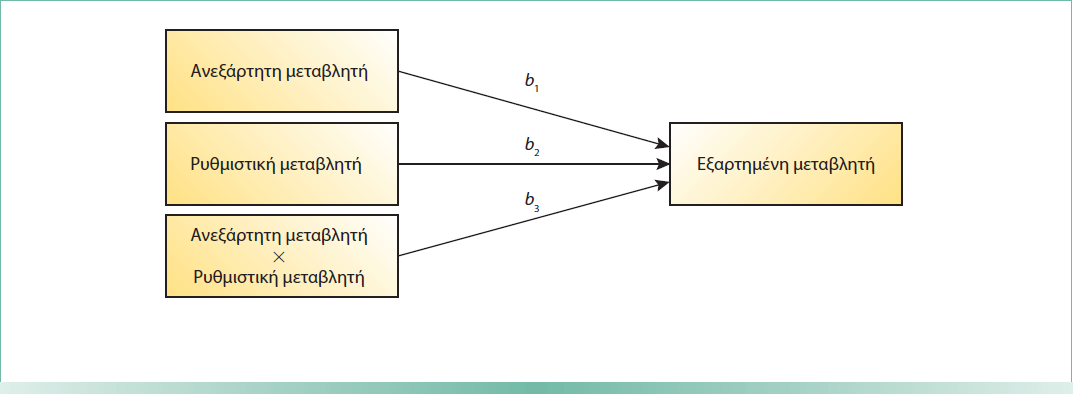 Ανεξάρτητη μεταβλητή
b1
Ρυθμιστική μεταβλητή
b2
Εξαρτημένη μεταβλητή
b3
Ανεξάρτητη μεταβλητή
×
Ρυθμιστική μεταβλητή